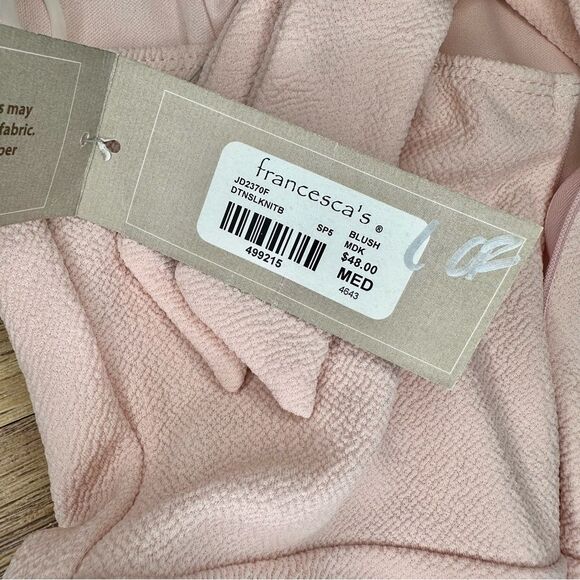 s may
fabric.
per
francesca's ®
JD2370F
DTNSLKNITB
SP5 BLUSH
MDK
$48.00
499215
MED
4643